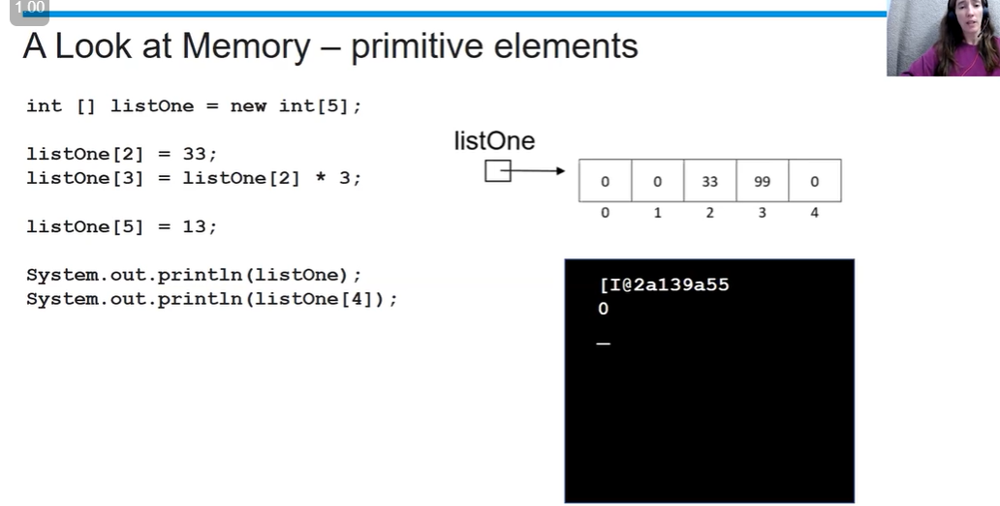 1.00
A Look at Memory – primitive elements
int [] listOne = new int[5];
listOne[2] = 33;
listOne[3] = listOne[2] * 3;
listOne[5] = 13;
System.out.println(listOne);
System.out.println(listOne[4]);
listOne
0 0 33 99 0
0 1 2 3 4
[I@2a139a55
0
_